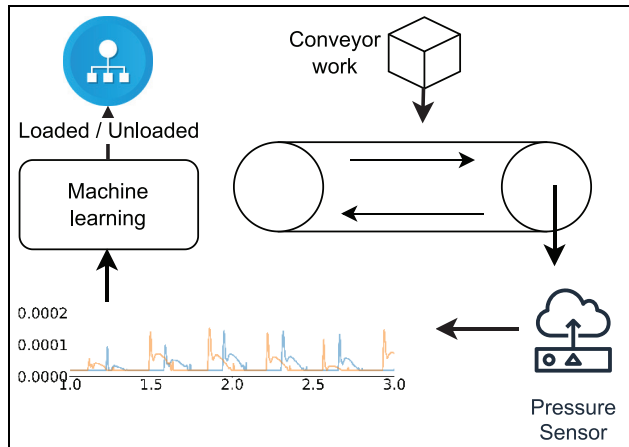 Conveyor
work
Loaded / Unloaded
Machine
learning
0.0002
0.0001
0.0000
1.0 1.5 2.0 2.5 3.0
Pressure
Sensor